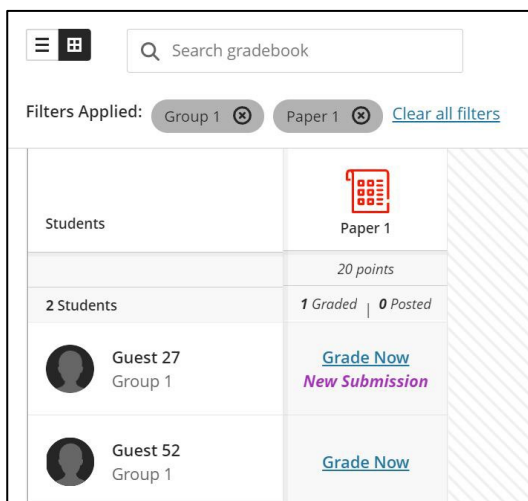 Search gradebook
Filters Applied: Group 1 Paper 1 Clear all filters
Students
Paper 1
20 points
2 Students 1 Graded | 0 Posted
Guest 27
Group 1
Grade Now
New Submission
Guest 52
Group 1
Grade Now